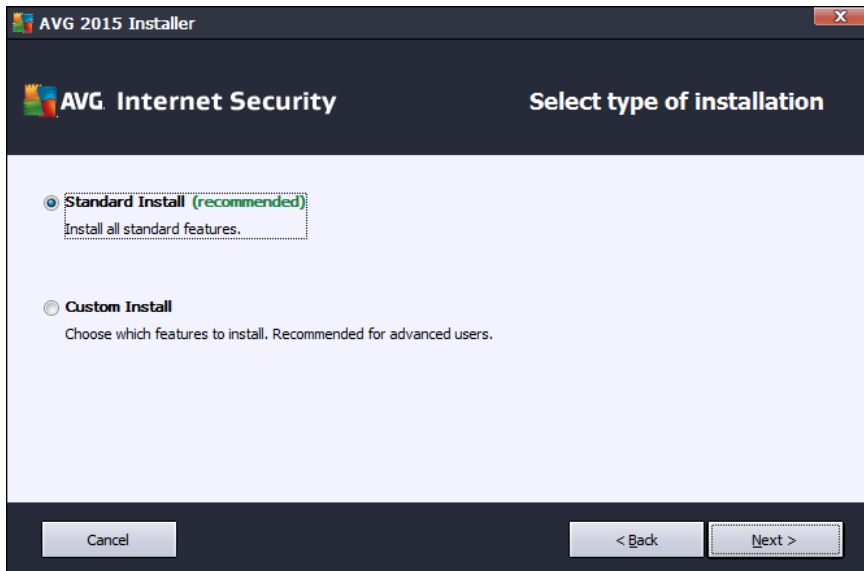 AVG 2015 Installer
X
AVG. Internet Security
Select type of installation
Standard Install (recommended)
Install all standard features.
Custom Install
Choose which features to install. Recommended for advanced users.
Cancel
< Back
Next >